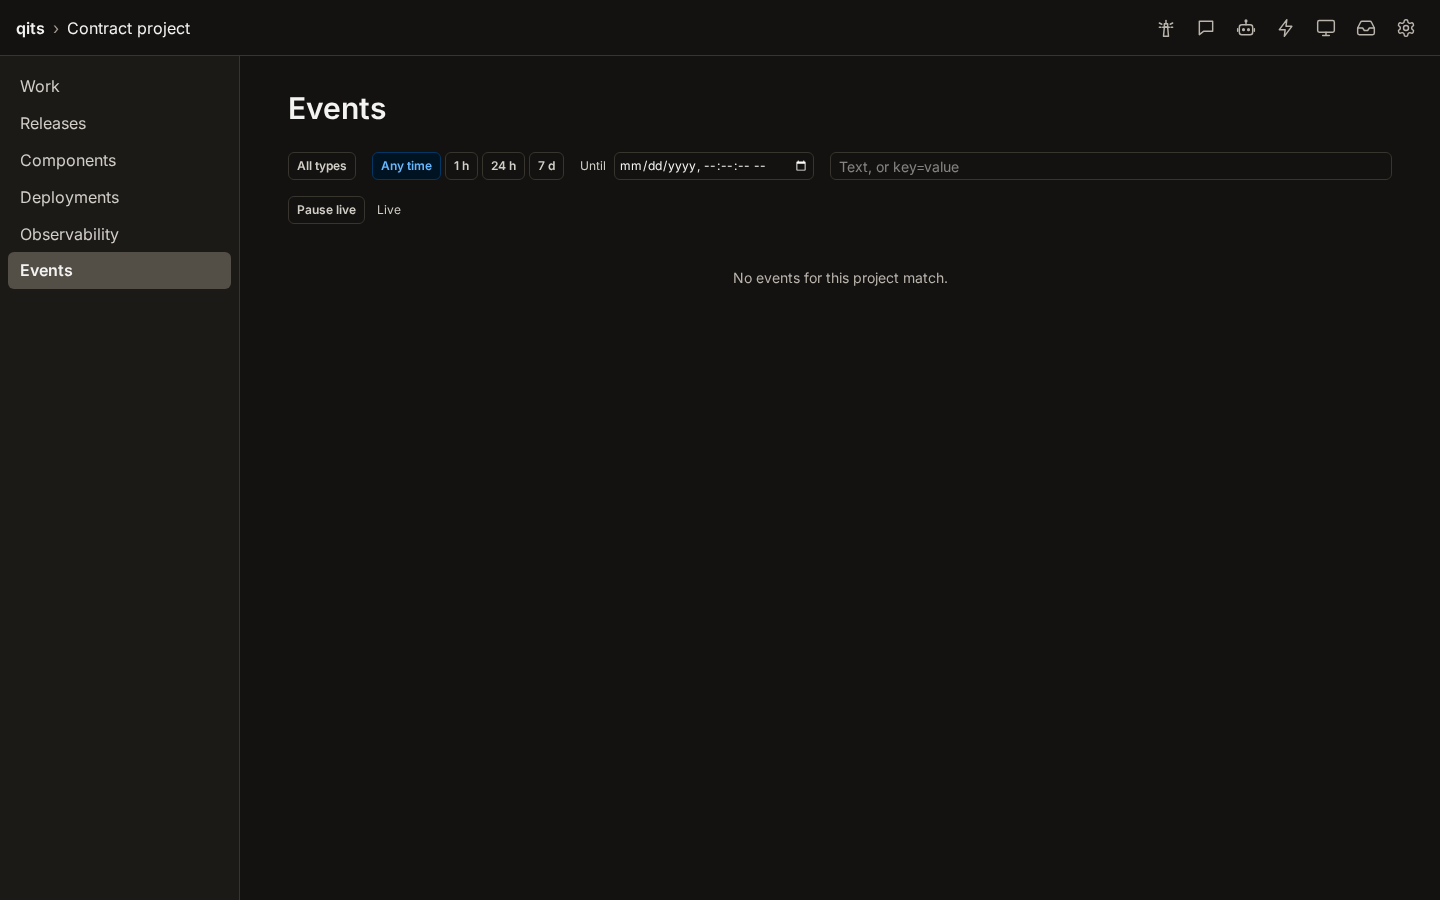 qits › Contract project
Work
Releases
Components
Deployments
Observability
Events
Events
All types Any time 1 h 24 h 7 d Until mm/dd/yyyy, --:--:-- -- Text, or key=value
Pause live Live
No events for this project match.